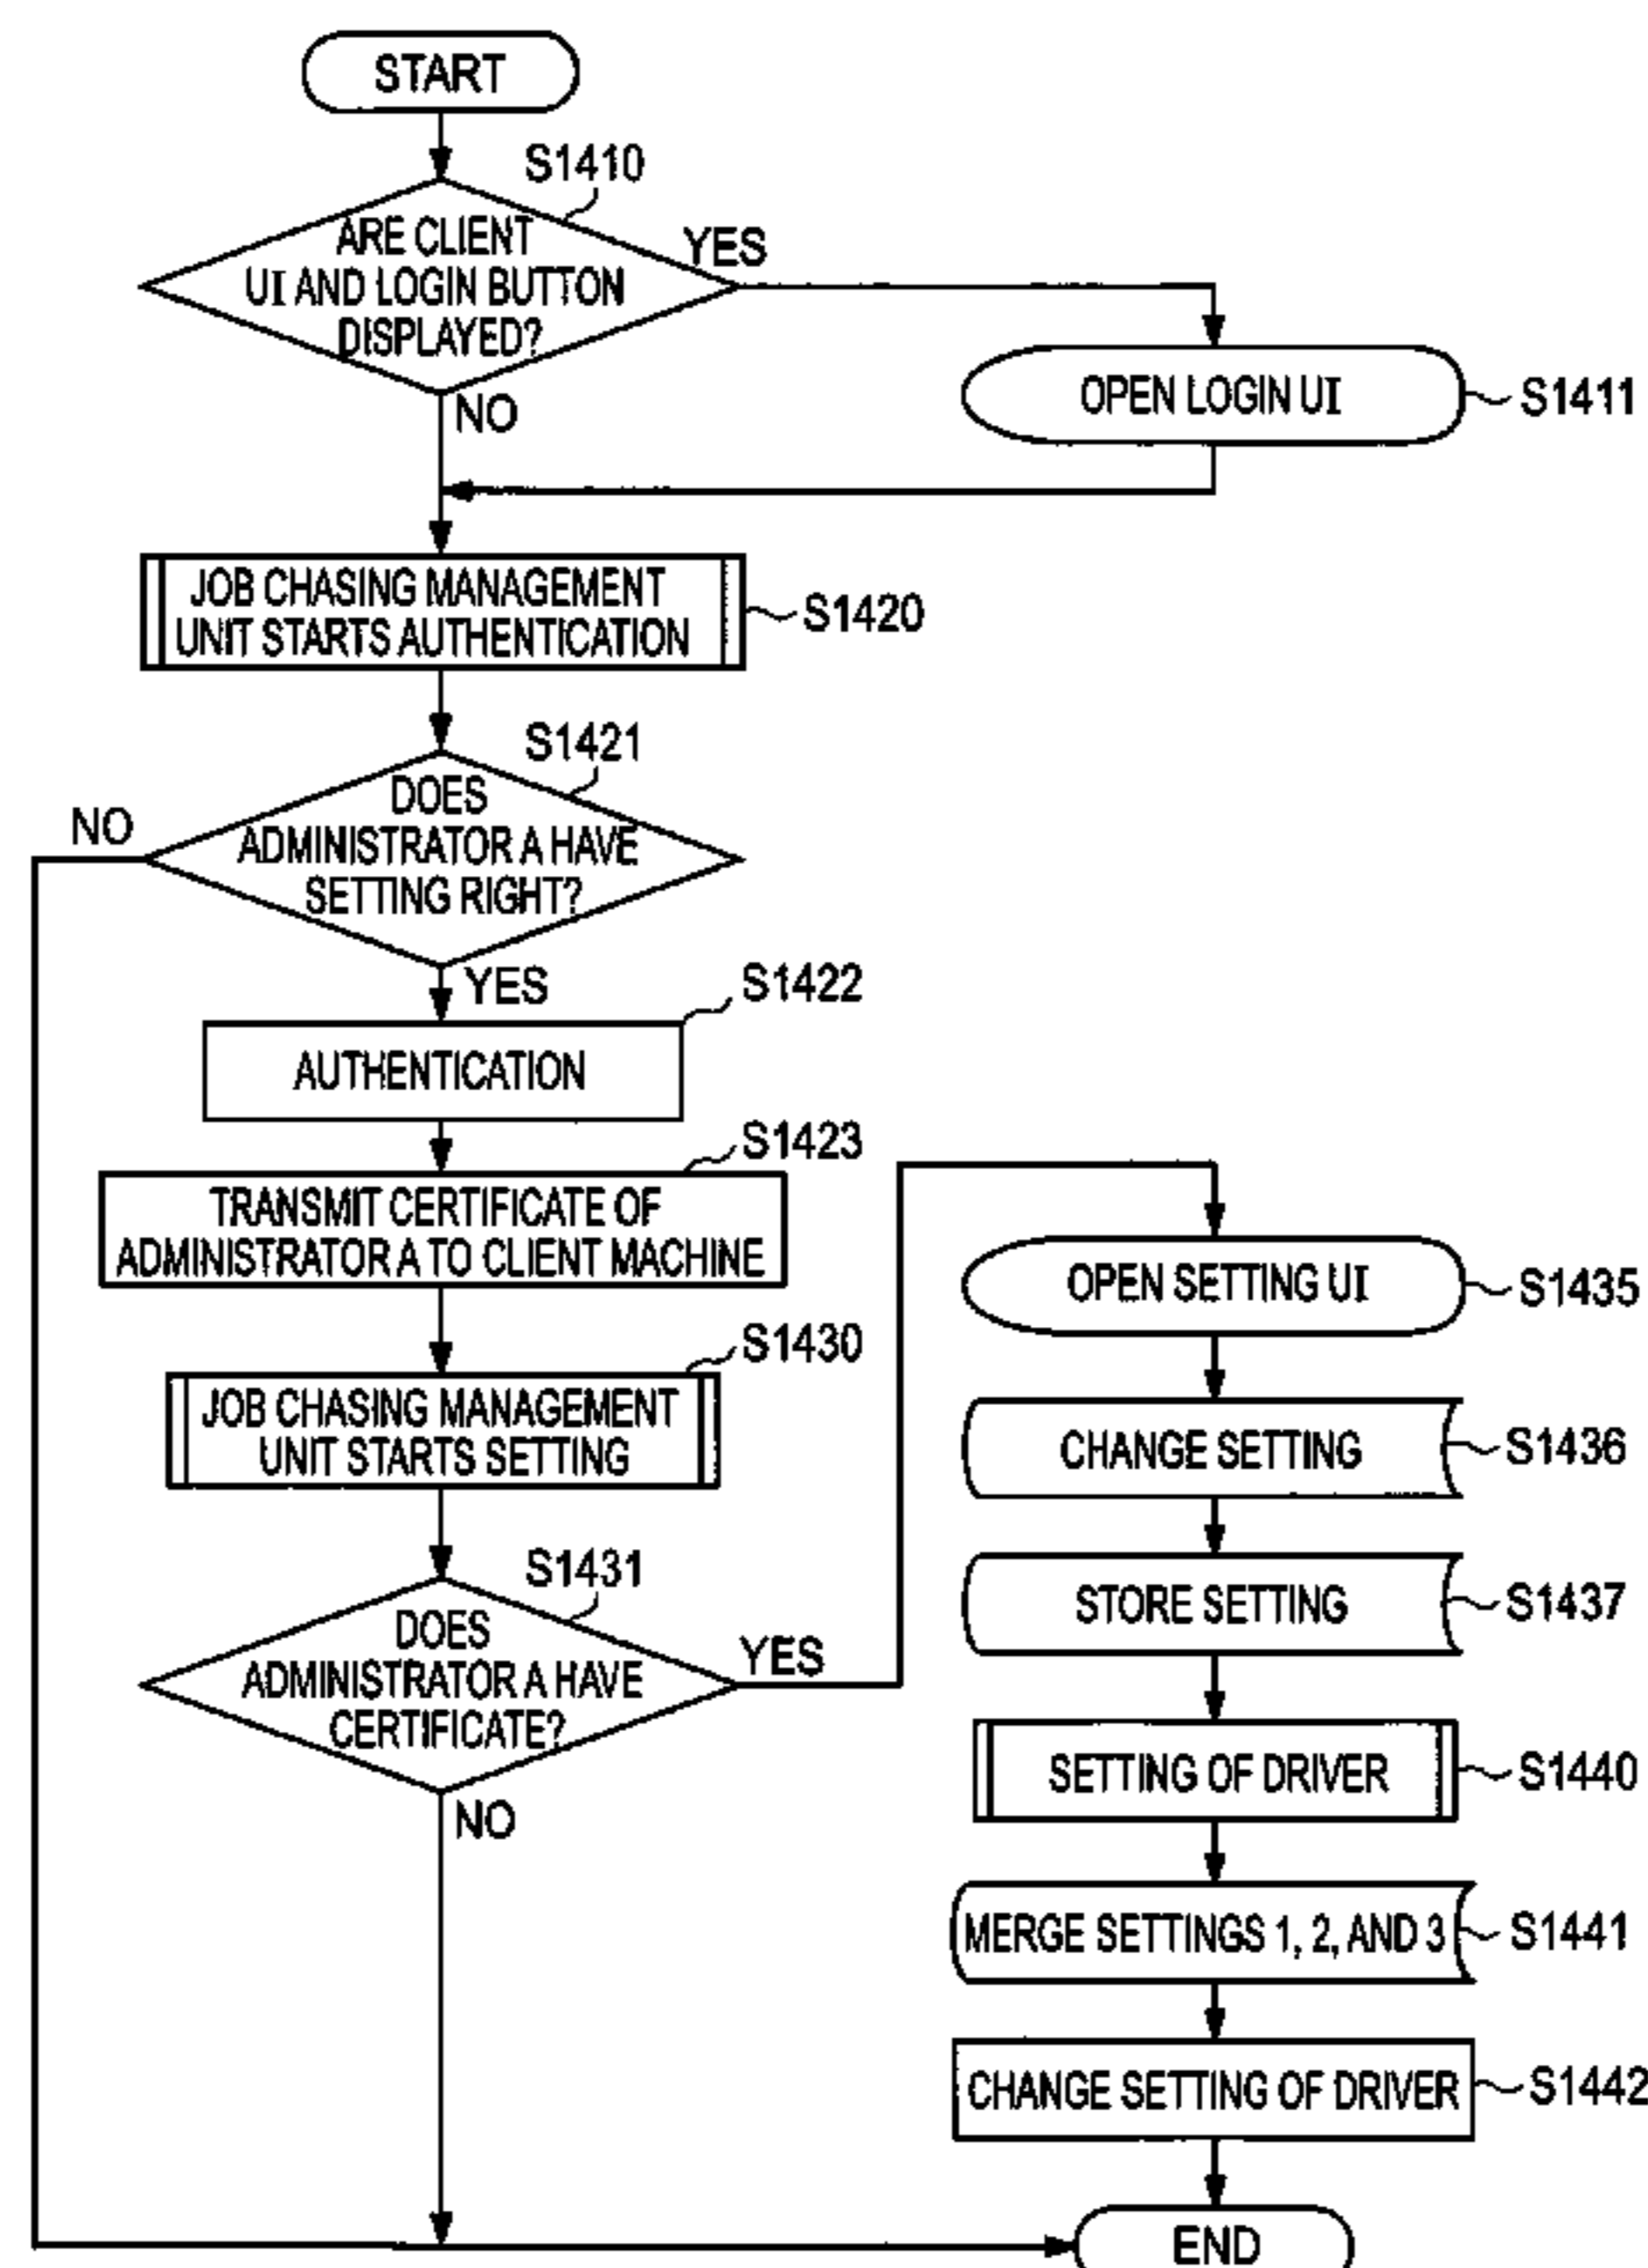 START
S1410
ARE CLIENT
UI AND LOGIN BUTTON
DISPLAYED?
YES
NO
OPEN LOGIN UI
S1411
JOB CHASING MANAGEMENT
UNIT STARTS AUTHENTICATION
S1420
S1421
DOES
ADMINISTRATOR A HAVE
SETTING RIGHT?
NO
YES
S1422
AUTHENTICATION
S1423
TRANSMIT CERTIFICATE OF
ADMINISTRATOR A TO CLIENT MACHINE
S1430
JOB CHASING MANAGEMENT
UNIT STARTS SETTING
S1431
DOES
ADMINISTRATOR A HAVE
CERTIFICATE?
YES
NO
OPEN SETTING UI
S1435
CHANGE SETTING
S1436
STORE SETTING
S1437
SETTING OF DRIVER
S1440
MERGE SETTINGS 1, 2, AND 3
S1441
CHANGE SETTING OF DRIVER
S1442
END